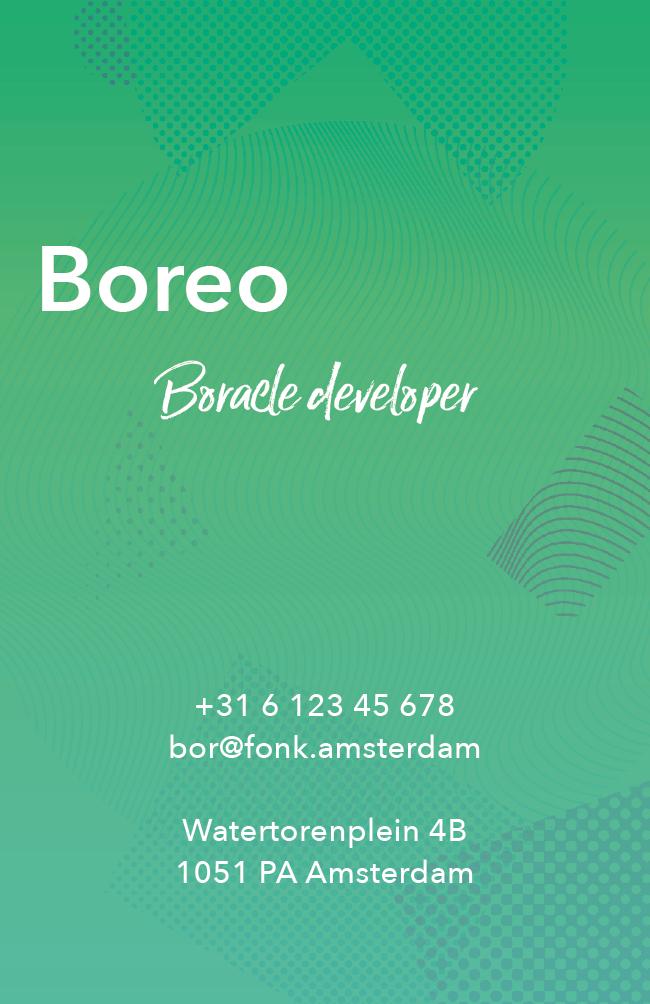 Boreo
Boracle developer
+31 6 123 45 678
bor@fonk.amsterdam
Watertorenplein 4B
1051 PA Amsterdam